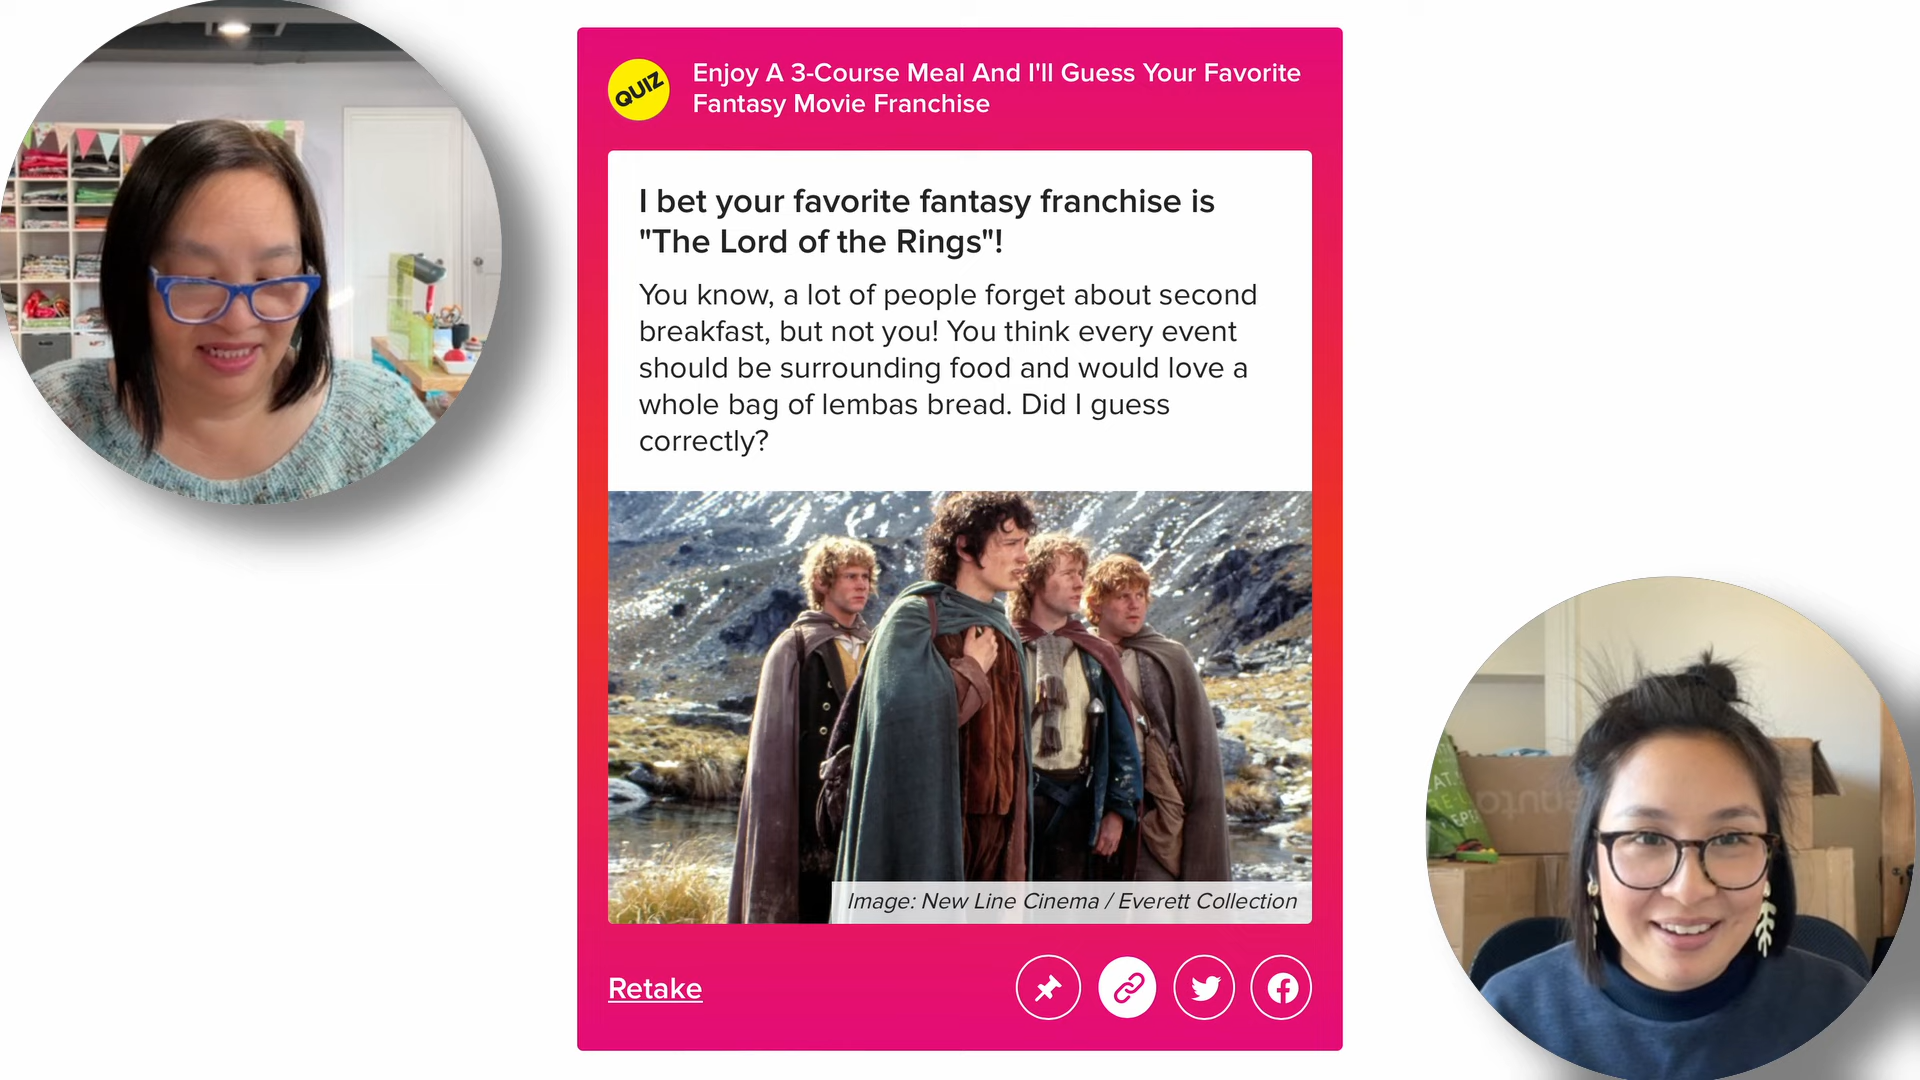 QUIZ
Enjoy A 3-Course Meal And I'll Guess Your Favorite
Fantasy Movie Franchise
I bet your favorite fantasy franchise is
"The Lord of the Rings"!
You know, a lot of people forget about second
breakfast, but not you! You think every event
should be surrounding food and would love a
whole bag of lembas bread. Did I guess
correctly?
Image: New Line Cinema / Everett Collection
Retake